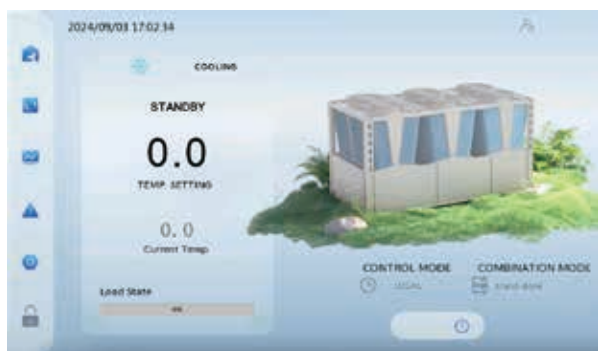 2024/09/03 17:02:34
COOLING
STANDBY
0.0
TEMP. SETTING
0.0
Current Temp.
Load State
CONTROL MODE
COMBINATION MODE
LOCAL